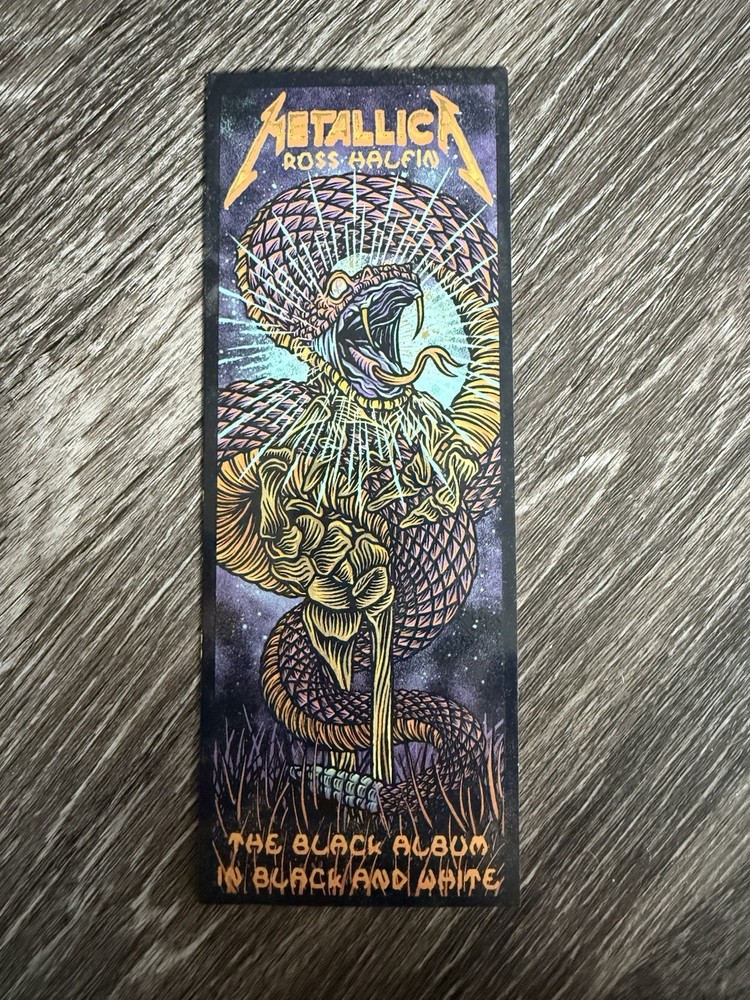 METALLICA
ROSS HALFIN
THE BLACK ALBUM
IN BLACK AND WHITE